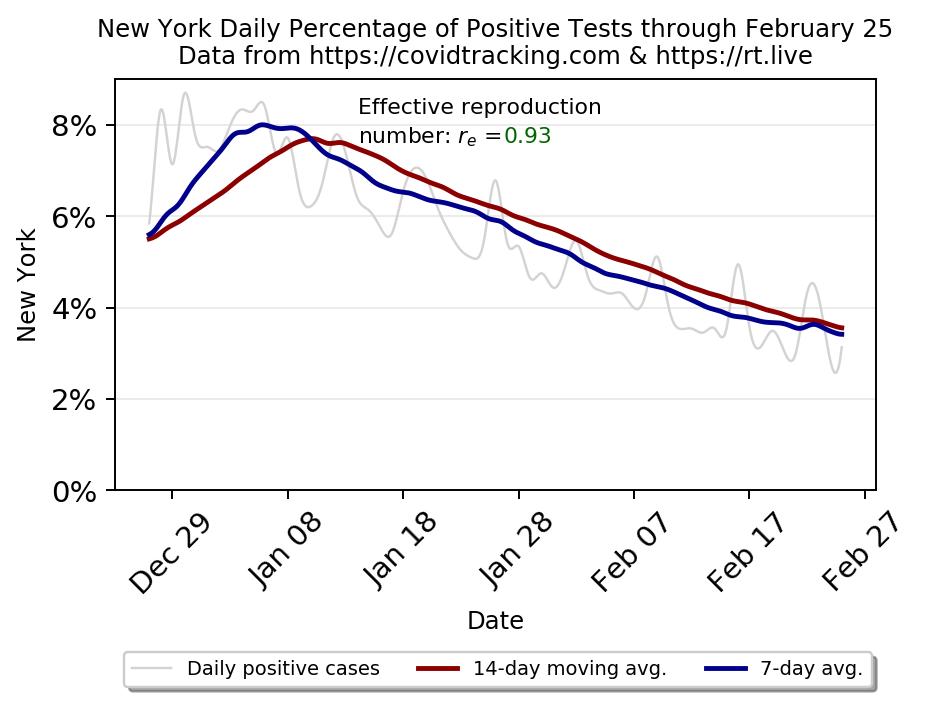 New York Daily Percentage of Positive Tests through February 25
Data from https://covidtracking.com & https://rt.live
Effective reproduction
number: rₑ =0.93
8%
6%
4%
2%
0%
New York
Dec 29
Jan 08
Jan 18
Jan 28
Feb 07
Feb 17
Feb 27
Date
Daily positive cases
14-day moving avg.
7-day avg.